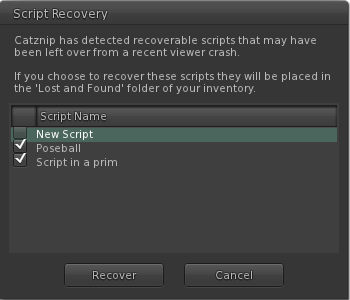 Script Recovery
Catznip has detected recoverable scripts that may have
been left over from a recent viewer crash.
If you choose to recover these scripts they will be placed in
the 'Lost and Found' folder of your inventory.
Script Name
New Script
Poseball
Script in a prim
Recover
Cancel